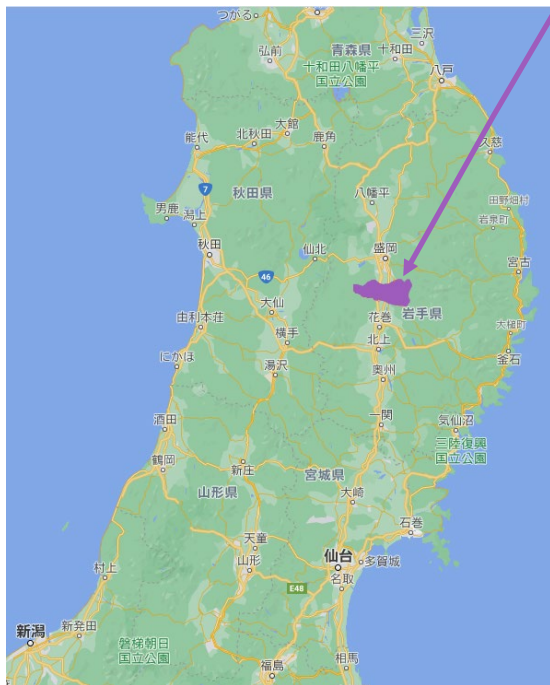 つがる
三沢
青森県
弘前
十和田
十和田八幡平
国立公園
八戸
大館
能代
北秋田
鹿角
久慈
7
八幡平
秋田県
男鹿
潟上
田野畑村
岩泉町
秋田
仙北
盛岡
46
宮古
大仙
岩手県
由利本荘
花巻
大槌町
横手
北上
にかほ
釜石
湯沢
奥州
酒田
一関
気仙沼
三陸復興
国立公園
鶴岡
新庄
宮城県
山形県
大崎
石巻
天童
仙台
多賀城
山形
村上
名取
E48
新潟
新発田
磐梯朝日
国立公園
福島
相馬